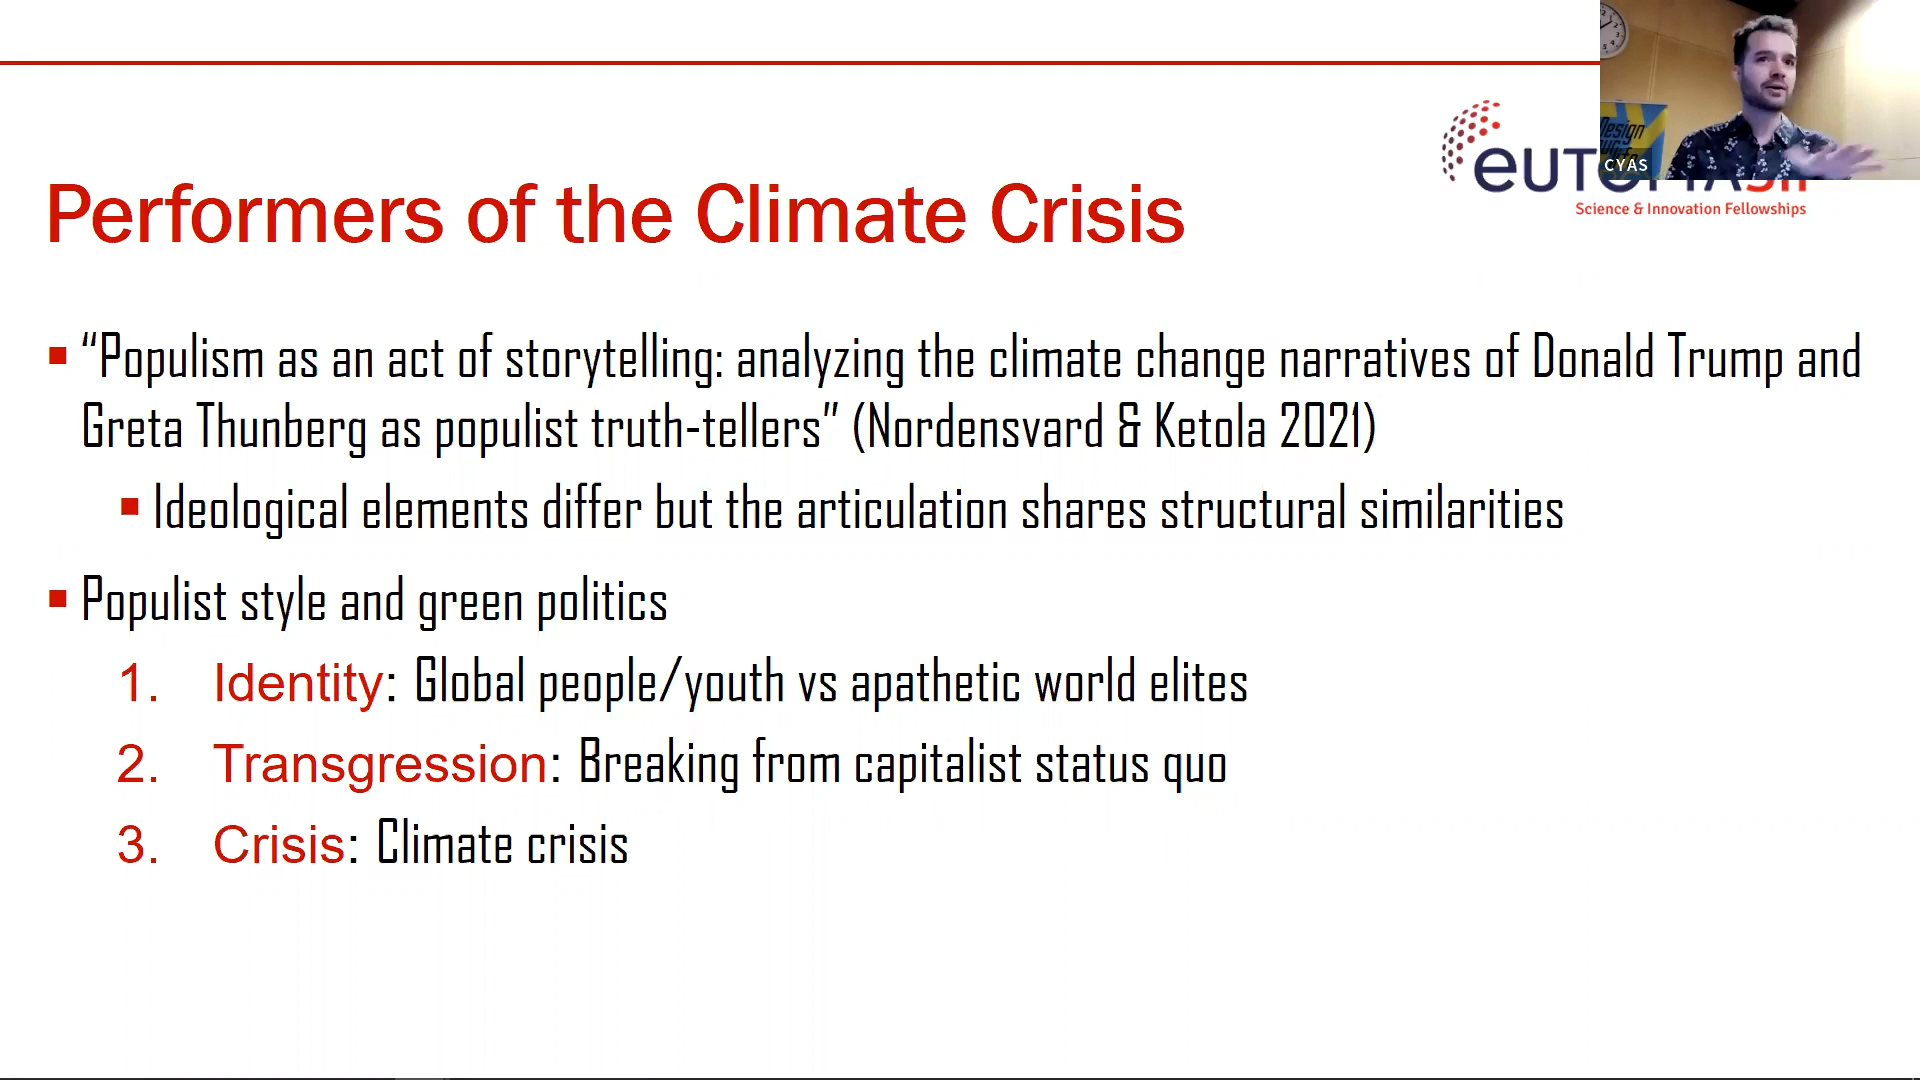 Performers of the Climate Crisis
Science & Innovation Fellowships
CYAS
Design
“Populism as an act of storytelling: analyzing the climate change narratives of Donald Trump and
Greta Thunberg as populist truth-tellers” (Nordensvard & Ketola 2021)
Ideological elements differ but the articulation shares structural similarities
Populist style and green politics
1. Identity: Global people/youth vs apathetic world elites
2. Transgression: Breaking from capitalist status quo
3. Crisis: Climate crisis